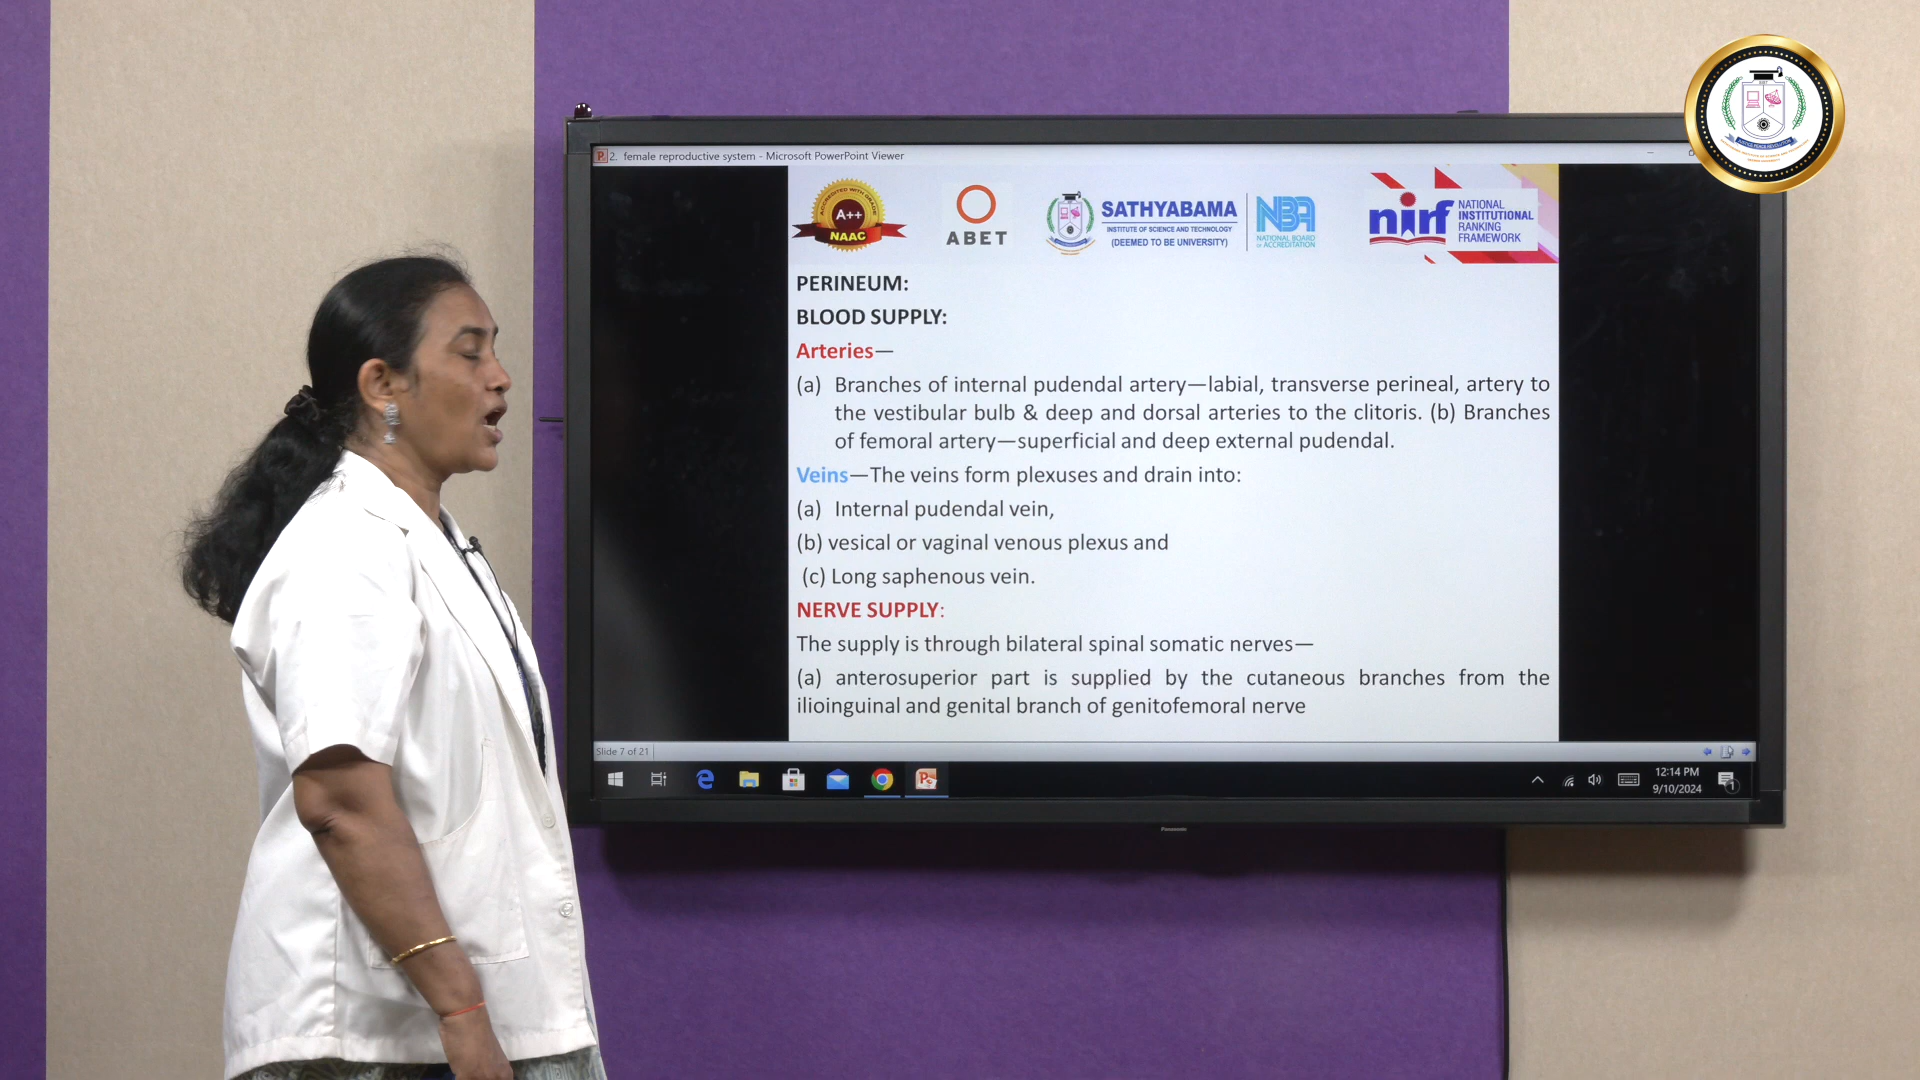 2. female reproductive system - Microsoft PowerPoint Viewer
ACCREDITED WITH GRADE
A++
NAAC
ABET
SATHYABAMA
INSTITUTE OF SCIENCE AND TECHNOLOGY
(DEEMED TO BE UNIVERSITY)
NBA
NATIONAL BOARD
of ACCREDITATION
nirf
NATIONAL
INSTITUTIONAL
RANKING
FRAMEWORK
PERINEUM:
BLOOD SUPPLY:
Arteries—
(a) Branches of internal pudendal artery—labial, transverse perineal, artery to
the vestibular bulb & deep and dorsal arteries to the clitoris. (b) Branches
of femoral artery—superficial and deep external pudendal.
Veins—The veins form plexuses and drain into:
(a) Internal pudendal vein,
(b) vesical or vaginal venous plexus and
(c) Long saphenous vein.
NERVE SUPPLY:
The supply is through bilateral spinal somatic nerves—
(a) anterosuperior part is supplied by the cutaneous branches from the
ilioinguinal and genital branch of genitofemoral nerve
Slide 7 of 21
12:14 PM
9/10/2024
1
Panasonic